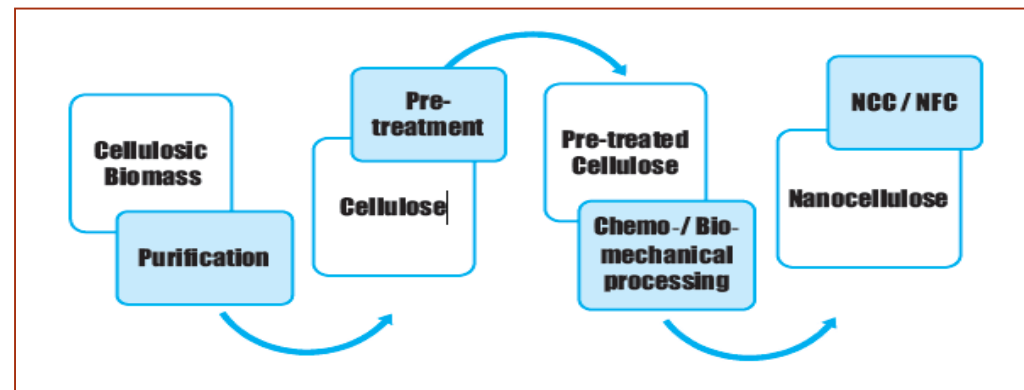 Cellulosic
Biomass
Purification
Pre-
treatment
Cellulose
Pre-treated
Cellulose
Chemo-/ Bio-
mechanical
processing
NCC / NFC
Nanocellulose